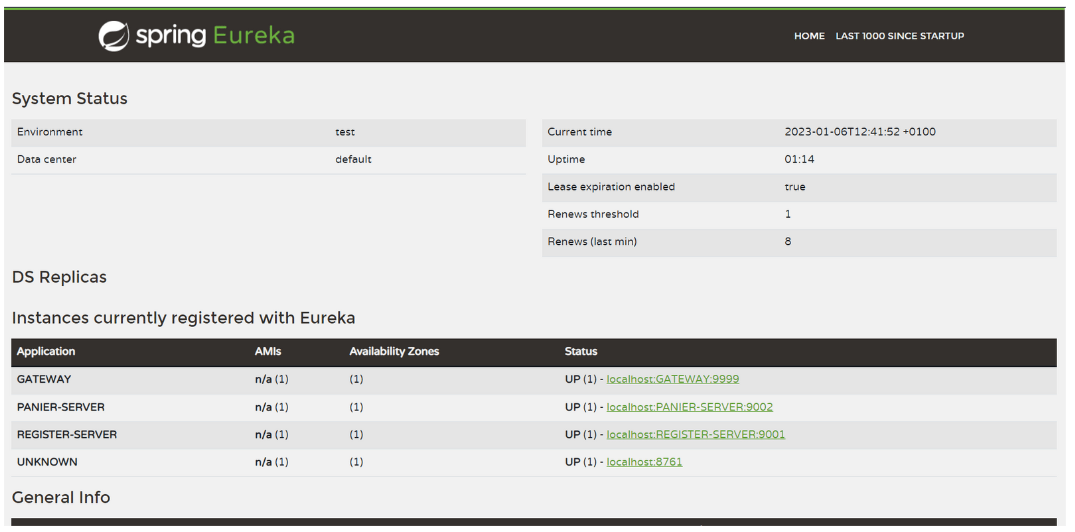 spring Eureka
HOME LAST 1000 SINCE STARTUP
System Status
Environment test
Data center default
Current time 2023-01-06T12:41:52 +0100
Uptime 01:14
Lease expiration enabled true
Renews threshold 1
Renews (last min) 8
DS Replicas
Instances currently registered with Eureka
Application AMIs Availability Zones Status
GATEWAY n/a (1) (1) UP (1) - localhost:GATEWAY:9999
PANIER-SERVER n/a (1) (1) UP (1) - localhost:PANIER-SERVER:9002
REGISTER-SERVER n/a (1) (1) UP (1) - localhost:REGISTER-SERVER:9001
UNKNOWN n/a (1) (1) UP (1) - localhost:8761
General Info